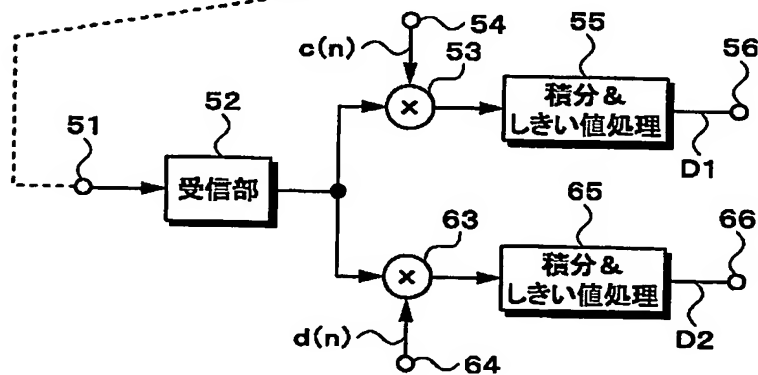 54
c(n)
53
55
積分&
しきい値処理
56
D1
51
52
受信部
63
65
積分&
しきい値処理
66
D2
d(n)
64